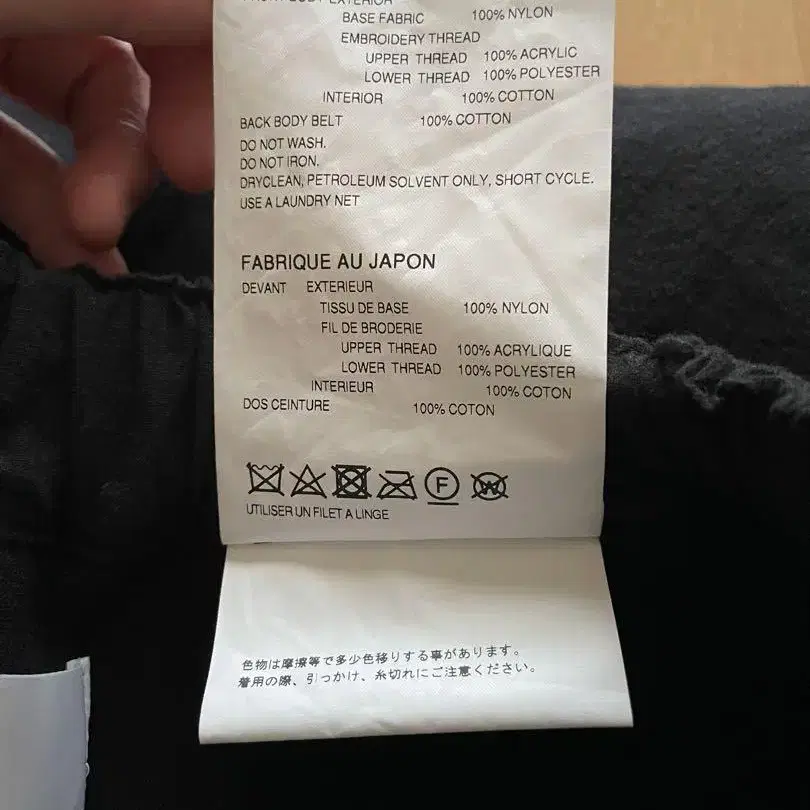 BASE FABRIC 100% NYLON
EMBROIDERY THREAD
UPPER THREAD 100% ACRYLIC
LOWER THREAD 100% POLYESTER
INTERIOR 100% COTTON
BACK BODY BELT 100% COTTON
DO NOT WASH.
DO NOT IRON.
DRYCLEAN, PETROLEUM SOLVENT ONLY, SHORT CYCLE.
USE A LAUNDRY NET
FABRIQUE AU JAPON
DEVANT EXTERIEUR
TISSU DE BASE 100% NYLON
FIL DE BRODERIE
UPPER THREAD 100% ACRYLIQUE
LOWER THREAD 100% POLYESTER
INTERIEUR 100% COTON
DOS CEINTURE 100% COTON
F W
UTILISER UN FILET A LINGE
色物は摩擦等で多少色移りする事があります。
着用の際、引っかけ、糸切れにご注意ください。